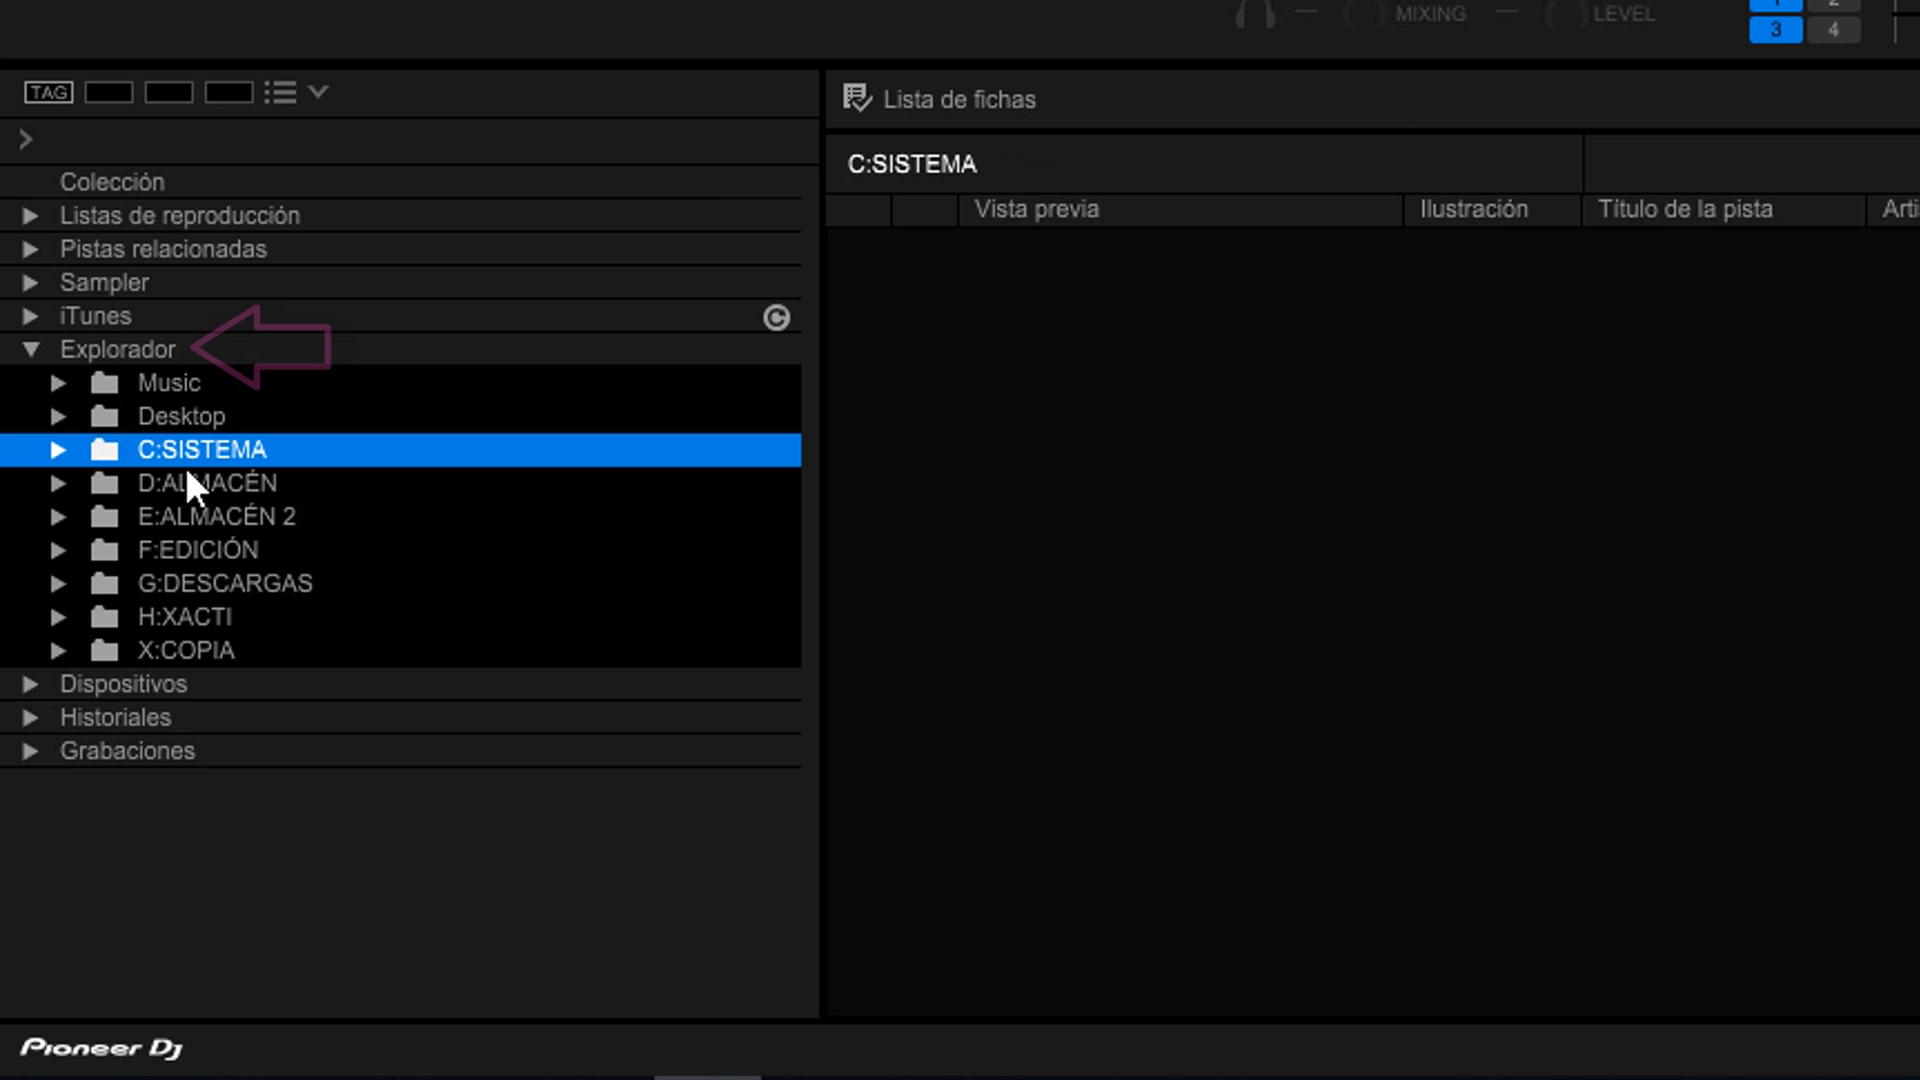 MIXING
LEVEL
1
2
3
4
TAG
Lista de fichas
C:SISTEMA
Vista previa
Ilustración
Título de la pista
Arti
Colección
Listas de reproducción
Pistas relacionadas
Sampler
iTunes
Explorador
Music
Desktop
C:SISTEMA
D:ALMACÉN
E:ALMACÉN 2
F:EDICIÓN
G:DESCARGAS
H:XACTI
X:COPIA
Dispositivos
Historiales
Grabaciones
Pioneer Dj